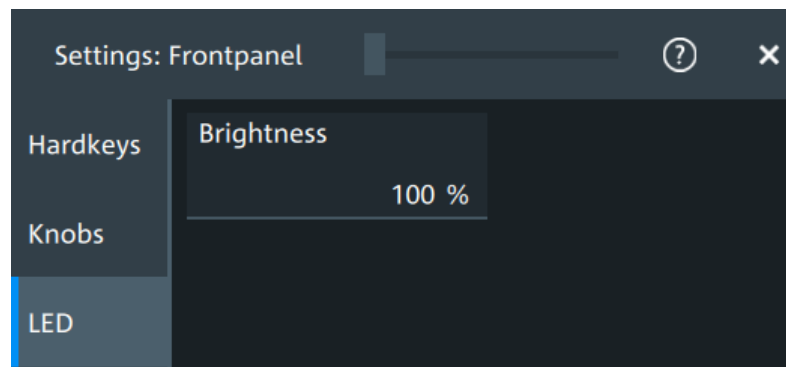 Settings: Frontpanel ? ×
Hardkeys
Brightness
100 %
Knobs
LED